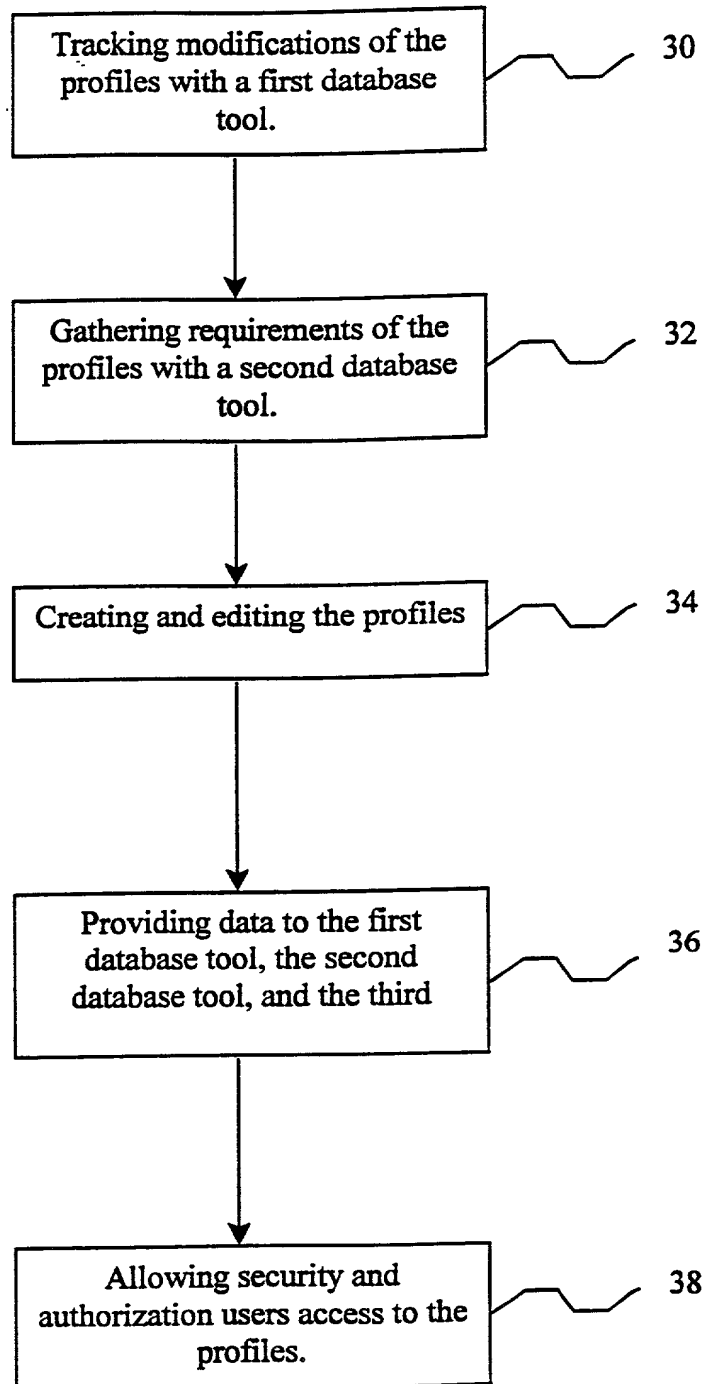 Tracking modifications of the
profiles with a first database
tool.
30
Gathering requirements of the
profiles with a second database
tool.
32
Creating and editing the profiles
34
Providing data to the first
database tool, the second
database tool, and the third
36
Allowing security and
authorization users access to the
profiles.
38